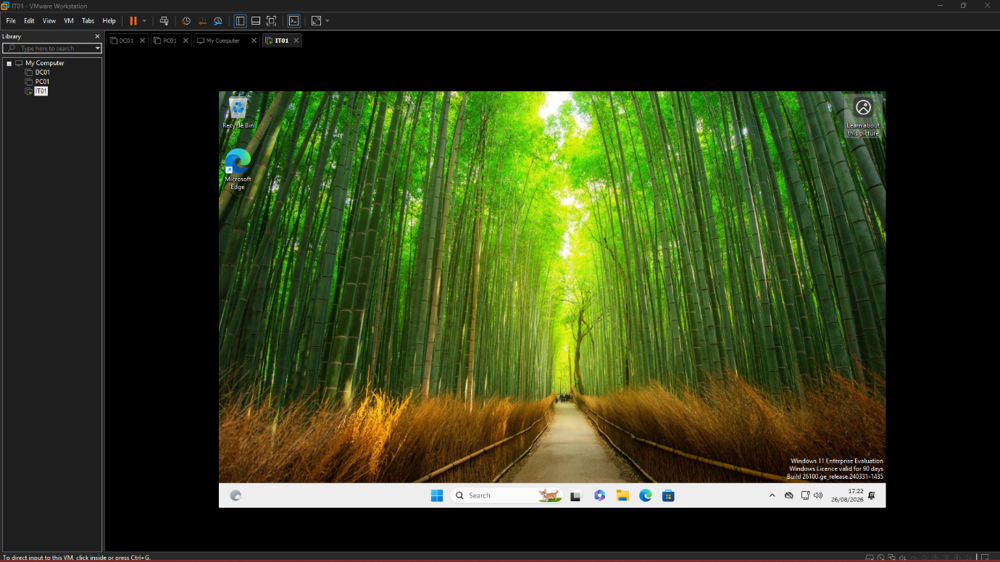 IT01 - VMware Workstation
File Edit View VM Tabs Help
Library
Type here to search
My Computer
DC01
PC01
IT01
DC01 PC01 My Computer IT01
Recycle Bin
Microsoft
Edge
Learn about
this picture
Windows 11 Enterprise Evaluation
Windows Licence valid for 90 days
Build 26100.ge_release.240331-1435
Search
17:22
26/08/2026
To direct input to this VM, click inside or press Ctrl+G.